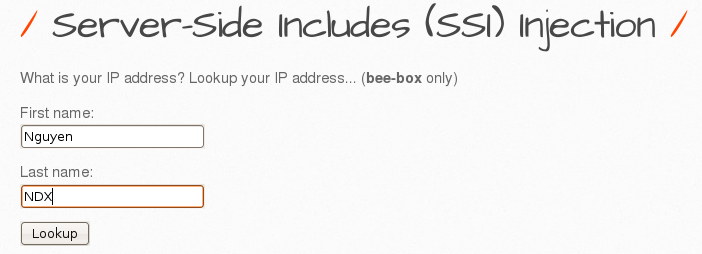 / Server-Side Includes (SSI) Injection /
What is your IP address? Lookup your IP address... (bee-box only)
First name:
Nguyen
Last name:
NDX
Lookup